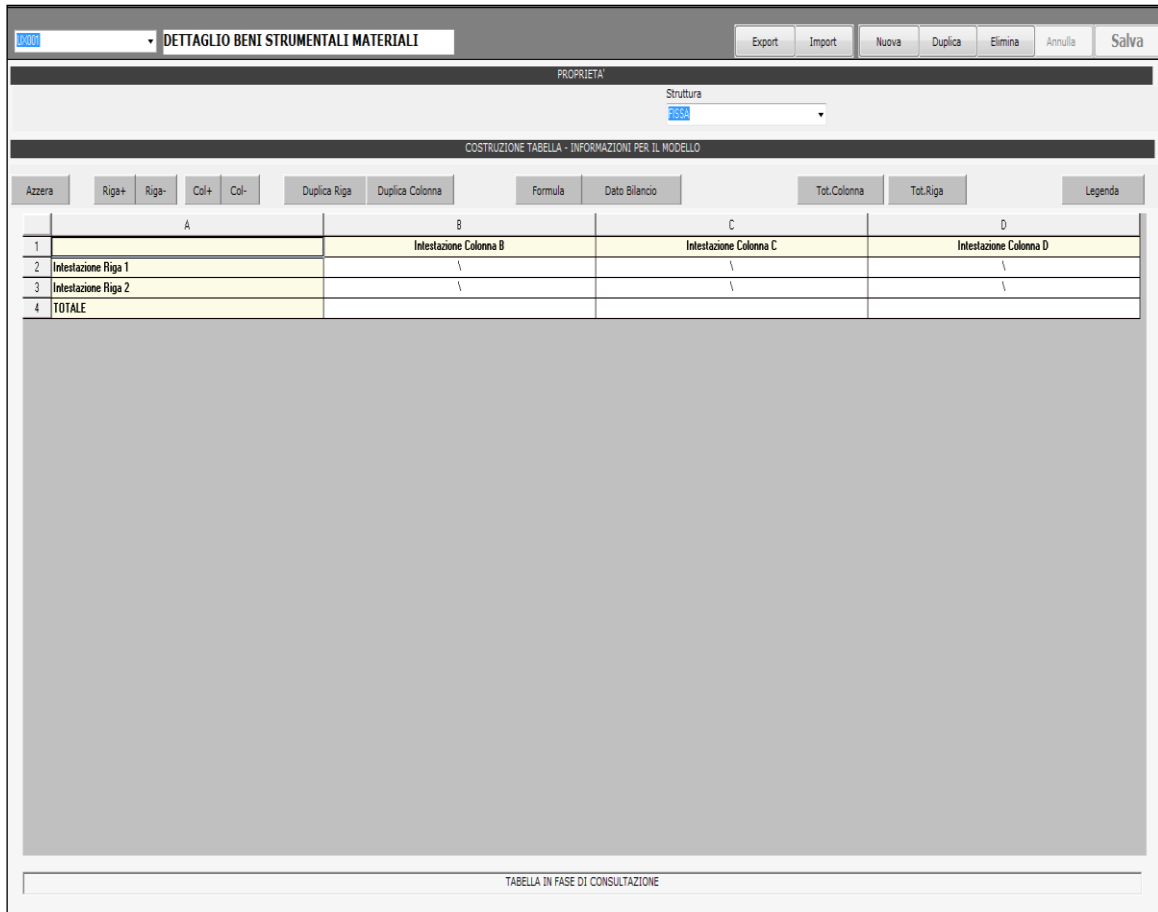 UX001 DETTAGLIO BENI STRUMENTALI MATERIALI Export Import Nuova Duplica Elimina Annulla Salva
PROPRIETA'
Struttura
FISSA
COSTRUZIONE TABELLA - INFORMAZIONI PER IL MODELLO
Azzera Riga+ Riga- Col+ Col- Duplica Riga Duplica Colonna Formula Dato Bilancio Tot.Colonna Tot.Riga Legenda
A B C D
1 Intestazione Colonna B Intestazione Colonna C Intestazione Colonna D
2 Intestazione Riga 1 \ \ \
3 Intestazione Riga 2 \ \ \
4 TOTALE
TABELLA IN FASE DI CONSULTAZIONE